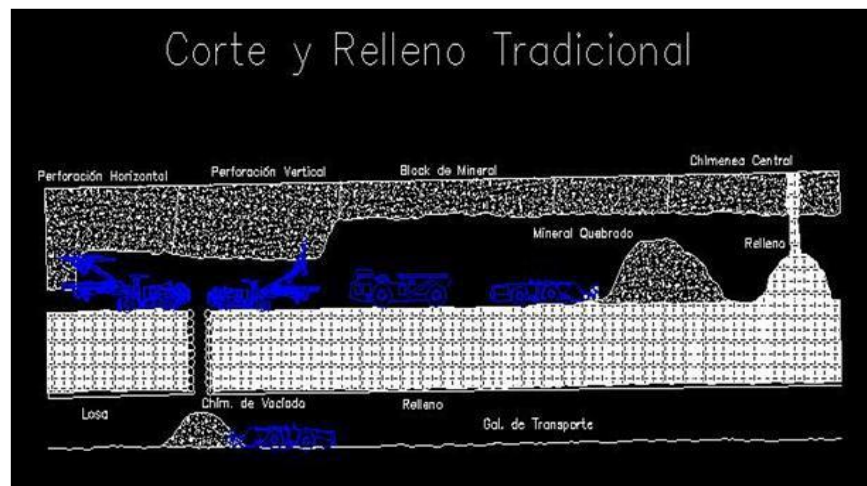 Corte y Relleno Tradicional
Chimenea Central
Perforación Horizontal
Perforación Vertical
Block de Mineral
Mineral Quebrado
Relleno
Losa
Chim. de Vaciado
Relleno
Gal. de Transporte